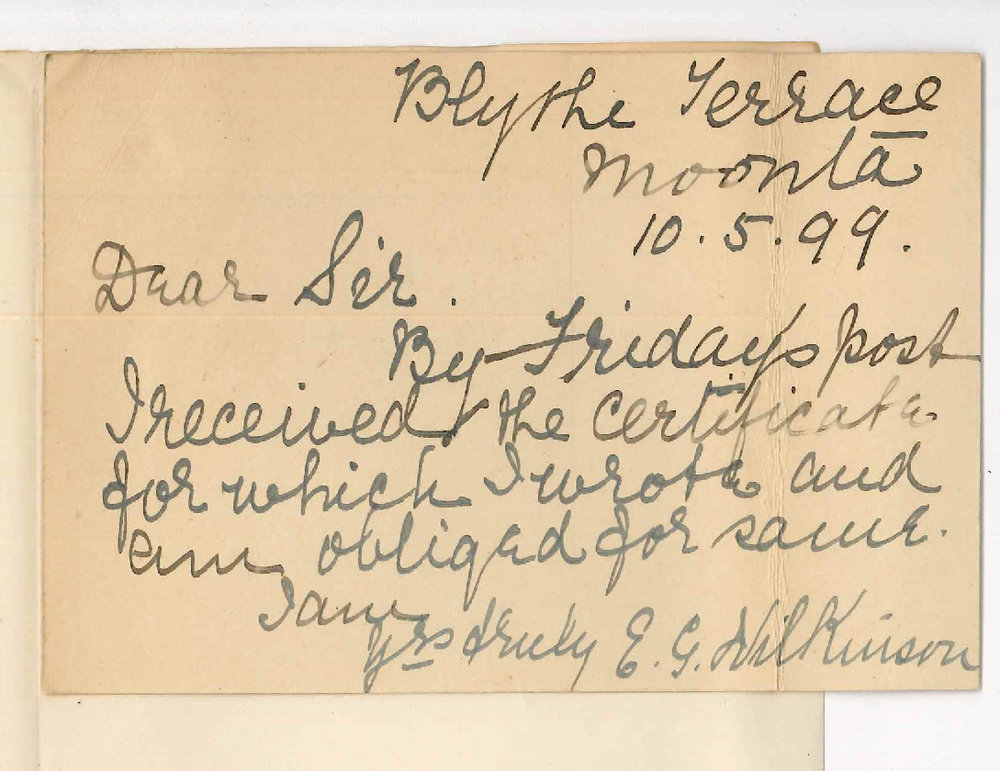 Blythe Terrace
Moonta
10.5.99.
Dear Sir.
By Friday's post
I received the certificate
for which I wrote and
am obliged for same.
I am
Yrs truly E. G. Wilkinson